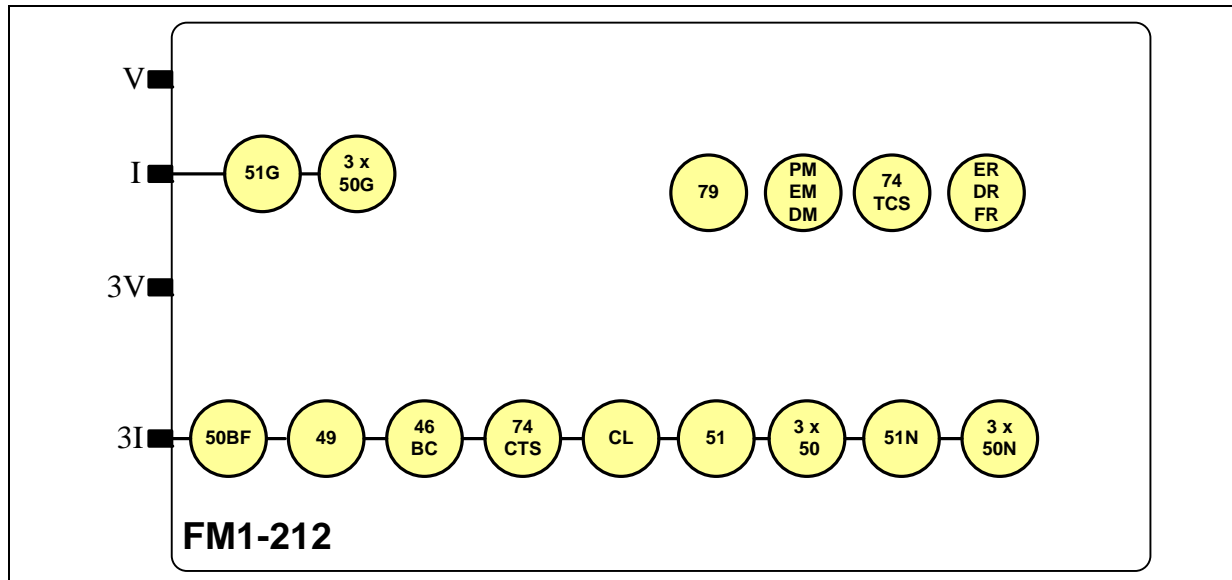 V
I
51G
3 x
50G
79
PM
EM
DM
74
TCS
ER
DR
FR
3V
3I
50BF
49
46
BC
74
CTS
CL
51
3 x
50
51N
3 x
50N
FM1-212